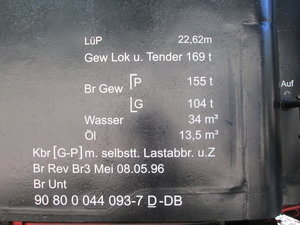 LüP 22,62m
Gew Lok u. Tender 169 t
Br Gew [P 155 t
[G 104 t
Wasser 34 m³
Öl 13,5 m³
Kbr [G-P] m. selbstt. Lastabbr. u.Z
Br Rev Br3 Mei 08.05.96
Br Unt
90 80 0 044 093-7 D-DB
Auf